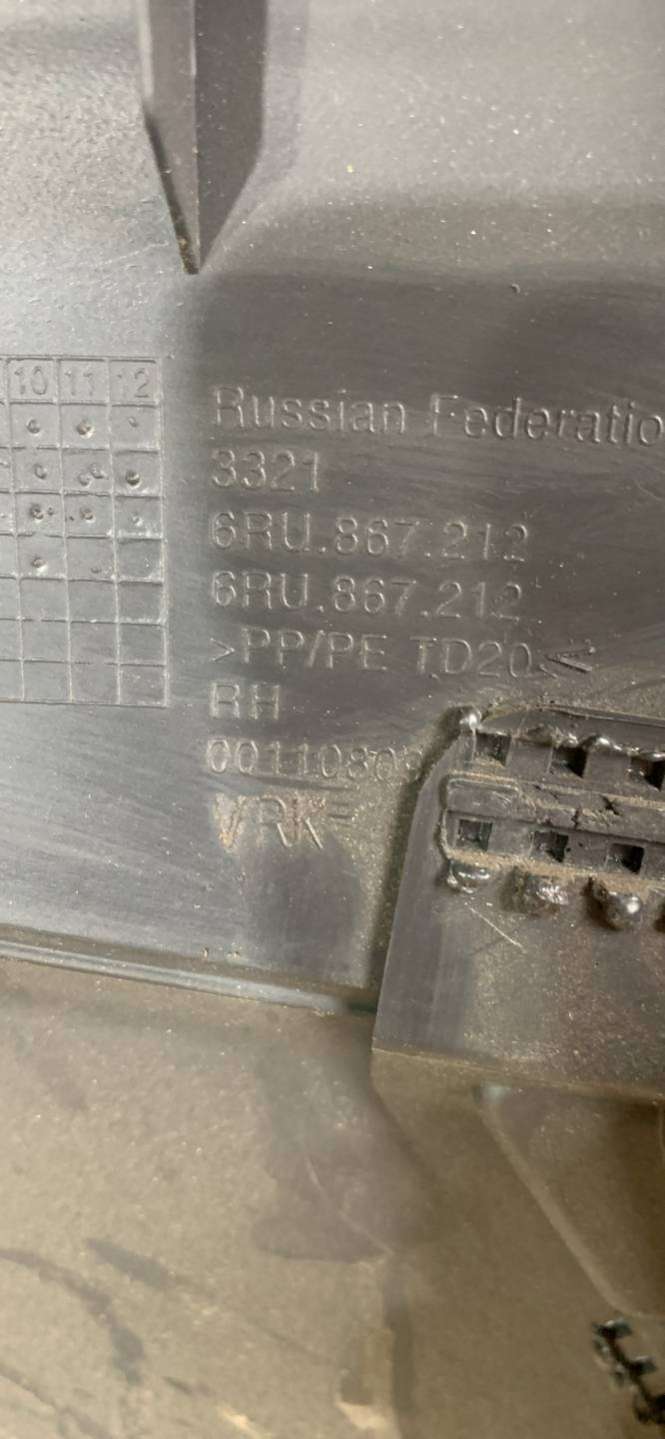 10 11 12
Russian Federatio
3321
6RU.867.212
6RU.867.212
>PP/PE TD20<
RH
VRK